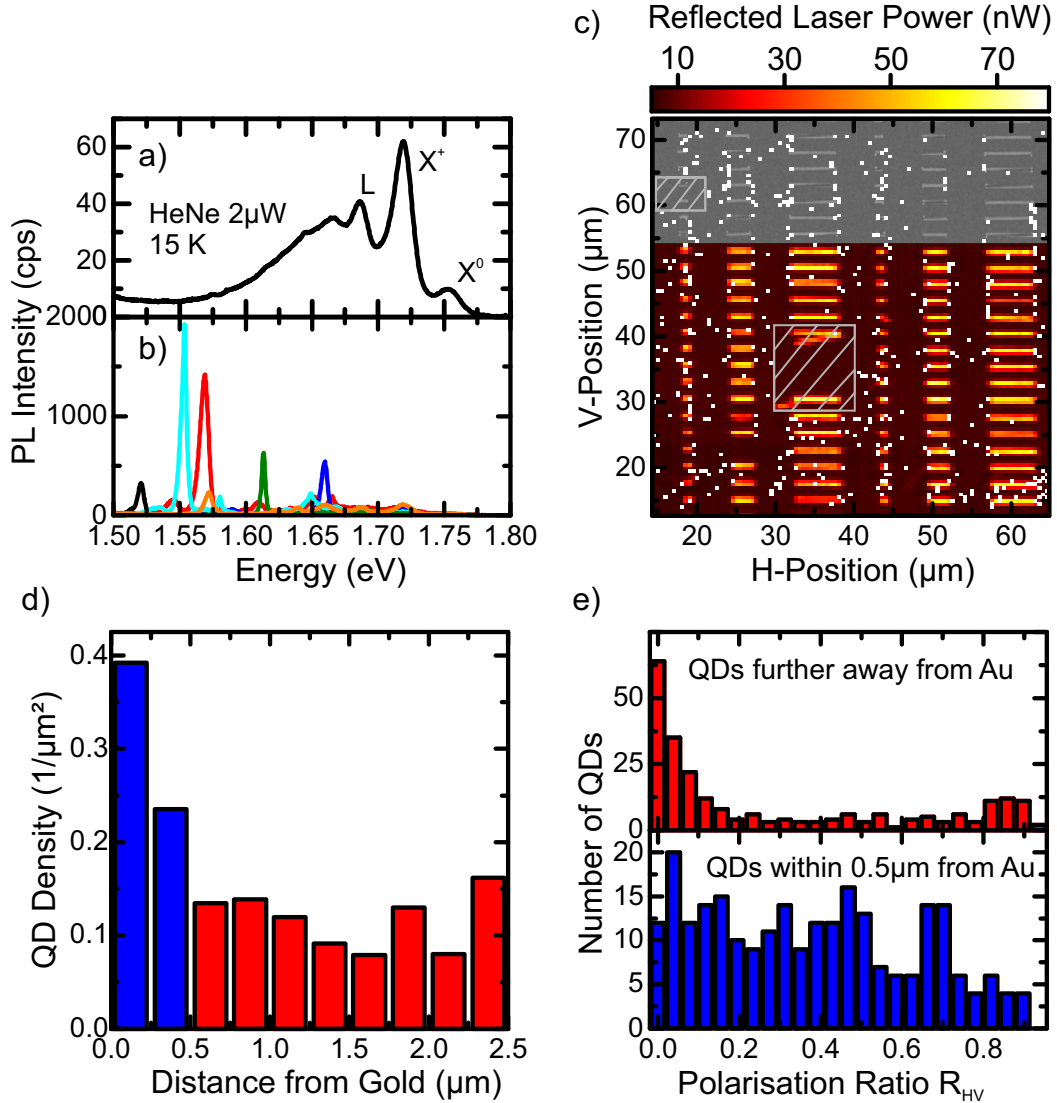 c)
Reflected Laser Power (nW)
10 30 50 70
a)
HeNe 2µW
15 K
L
X⁺
X⁰
60
40
20
0
b)
2000
1000
0
PL Intensity (cps)
1.50 1.55 1.60 1.65 1.70 1.75 1.80
Energy (eV)
70
60
50
40
30
20
V-Position (µm)
20 30 40 50 60
H-Position (µm)
d)
0.4
0.3
0.2
0.1
0.0
QD Density (1/µm²)
0.0 0.5 1.0 1.5 2.0 2.5
Distance from Gold (µm)
e)
QDs further away from Au
50
25
0
QDs within 0.5µm from Au
20
15
10
5
0
Number of QDs
0.0 0.2 0.4 0.6 0.8
Polarisation Ratio R_HV